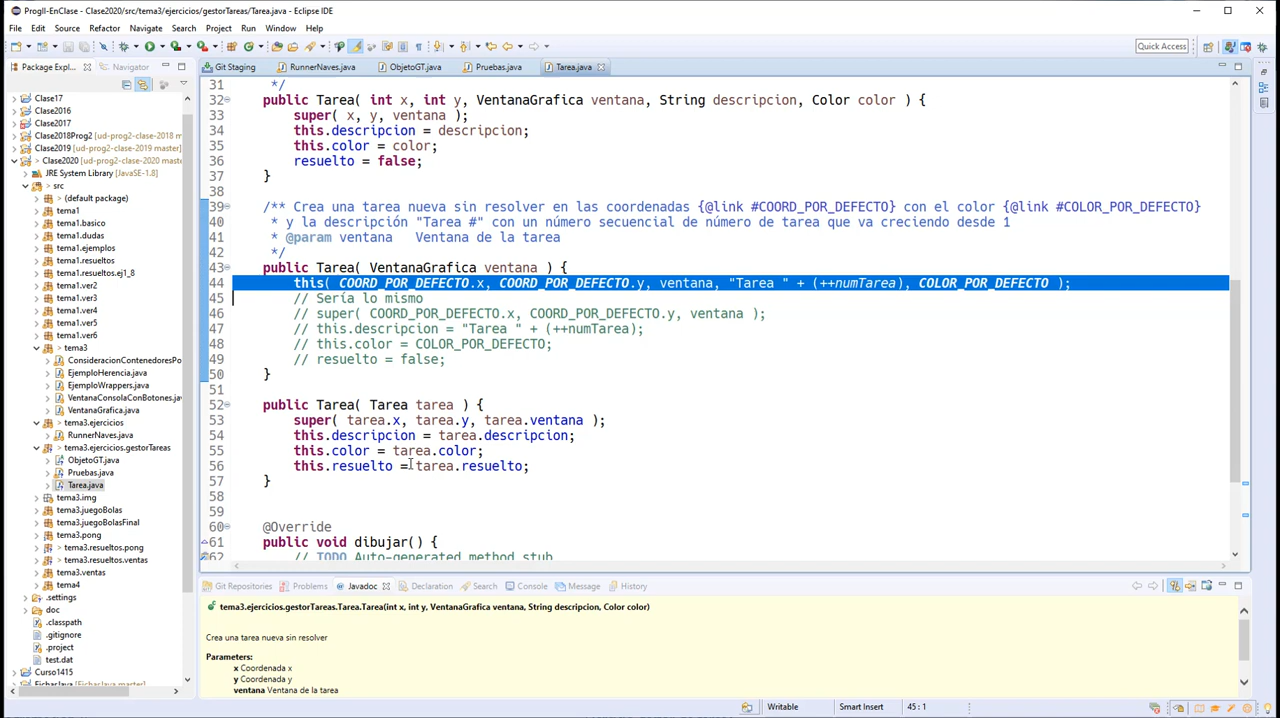 ProgII-EnClase - Clase2020/src/tema3/ejercicios/gestorTareas/Tarea.java - Eclipse IDE
File Edit Source Refactor Navigate Search Project Run Window Help
Quick Access
Package Expl... Navigator
Git Staging RunnerNaves.java ObjetoGT.java Pruebas.java Tarea.java
Clase17
Clase2016
Clase2017
Clase2018Prog2 [ud-prog2-clase-2018 m
Clase2019 [ud-prog2-clase-2019 master]
> Clase2020 [ud-prog2-clase-2020 maste
JRE System Library [JavaSE-1.8]
> src
> (default package)
> tema1
tema1.basico
> tema1.dudas
tema1.ejemplos
tema1.resueltos
tema1.resueltos.ej1_8
tema1.ver2
tema1.ver3
tema1.ver4
tema1.ver5
tema1.ver6
> tema3
ConsideracionContenedoresPo
EjemploHerencia.java
EjemploWrappers.java
VentanaConsolaConBotones.java
VentanaGrafica.java
> tema3.ejercicios
RunnerNaves.java
> tema3.ejercicios.gestorTareas
ObjetoGT.java
Pruebas.java
Tarea.java
tema3.img
tema3.juegoBolas
tema3.juegoBolasFinal
tema3.pong
> tema3.resueltos.pong
> tema3.resueltos.ventas
tema3.ventas
tema4
.settings
doc
.classpath
.gitignore
.project
test.dat
Curso1415
FicharJava [FicharJava master]
31 */
32 public Tarea( int x, int y, VentanaGrafica ventana, String descripcion, Color color ) {
33 super( x, y, ventana );
34 this.descripcion = descripcion;
35 this.color = color;
36 resuelto = false;
37 }
38
39 /** Crea una tarea nueva sin resolver en las coordenadas {@link #COORD_POR_DEFECTO} con el color {@link #COLOR_POR_DEFECTO}
40 * y la descripción "Tarea #" con un número secuencial de número de tarea que va creciendo desde 1
41 * @param ventana Ventana de la tarea
42 */
43 public Tarea( VentanaGrafica ventana ) {
44 this( COORD_POR_DEFECTO.x, COORD_POR_DEFECTO.y, ventana, "Tarea " + (++numTarea), COLOR_POR_DEFECTO );
45 // Sería lo mismo
46 // super( COORD_POR_DEFECTO.x, COORD_POR_DEFECTO.y, ventana );
47 // this.descripcion = "Tarea " + (++numTarea);
48 // this.color = COLOR_POR_DEFECTO;
49 // resuelto = false;
50 }
51
52 public Tarea( Tarea tarea ) {
53 super( tarea.x, tarea.y, tarea.ventana );
54 this.descripcion = tarea.descripcion;
55 this.color = tarea.color;
56 this.resuelto = tarea.resuelto;
57 }
58
59
60 @Override
61 public void dibujar() {
62 // TODO Auto-generated method stub
Git Repositories Problems Javadoc Declaration Search Console Message History
tema3.ejercicios.gestorTareas.Tarea.Tarea(int x, int y, VentanaGrafica ventana, String descripcion, Color color)
Crea una tarea nueva sin resolver
Parameters:
x Coordenada x
y Coordenada y
ventana Ventana de la tarea
Writable Smart Insert 45 : 1